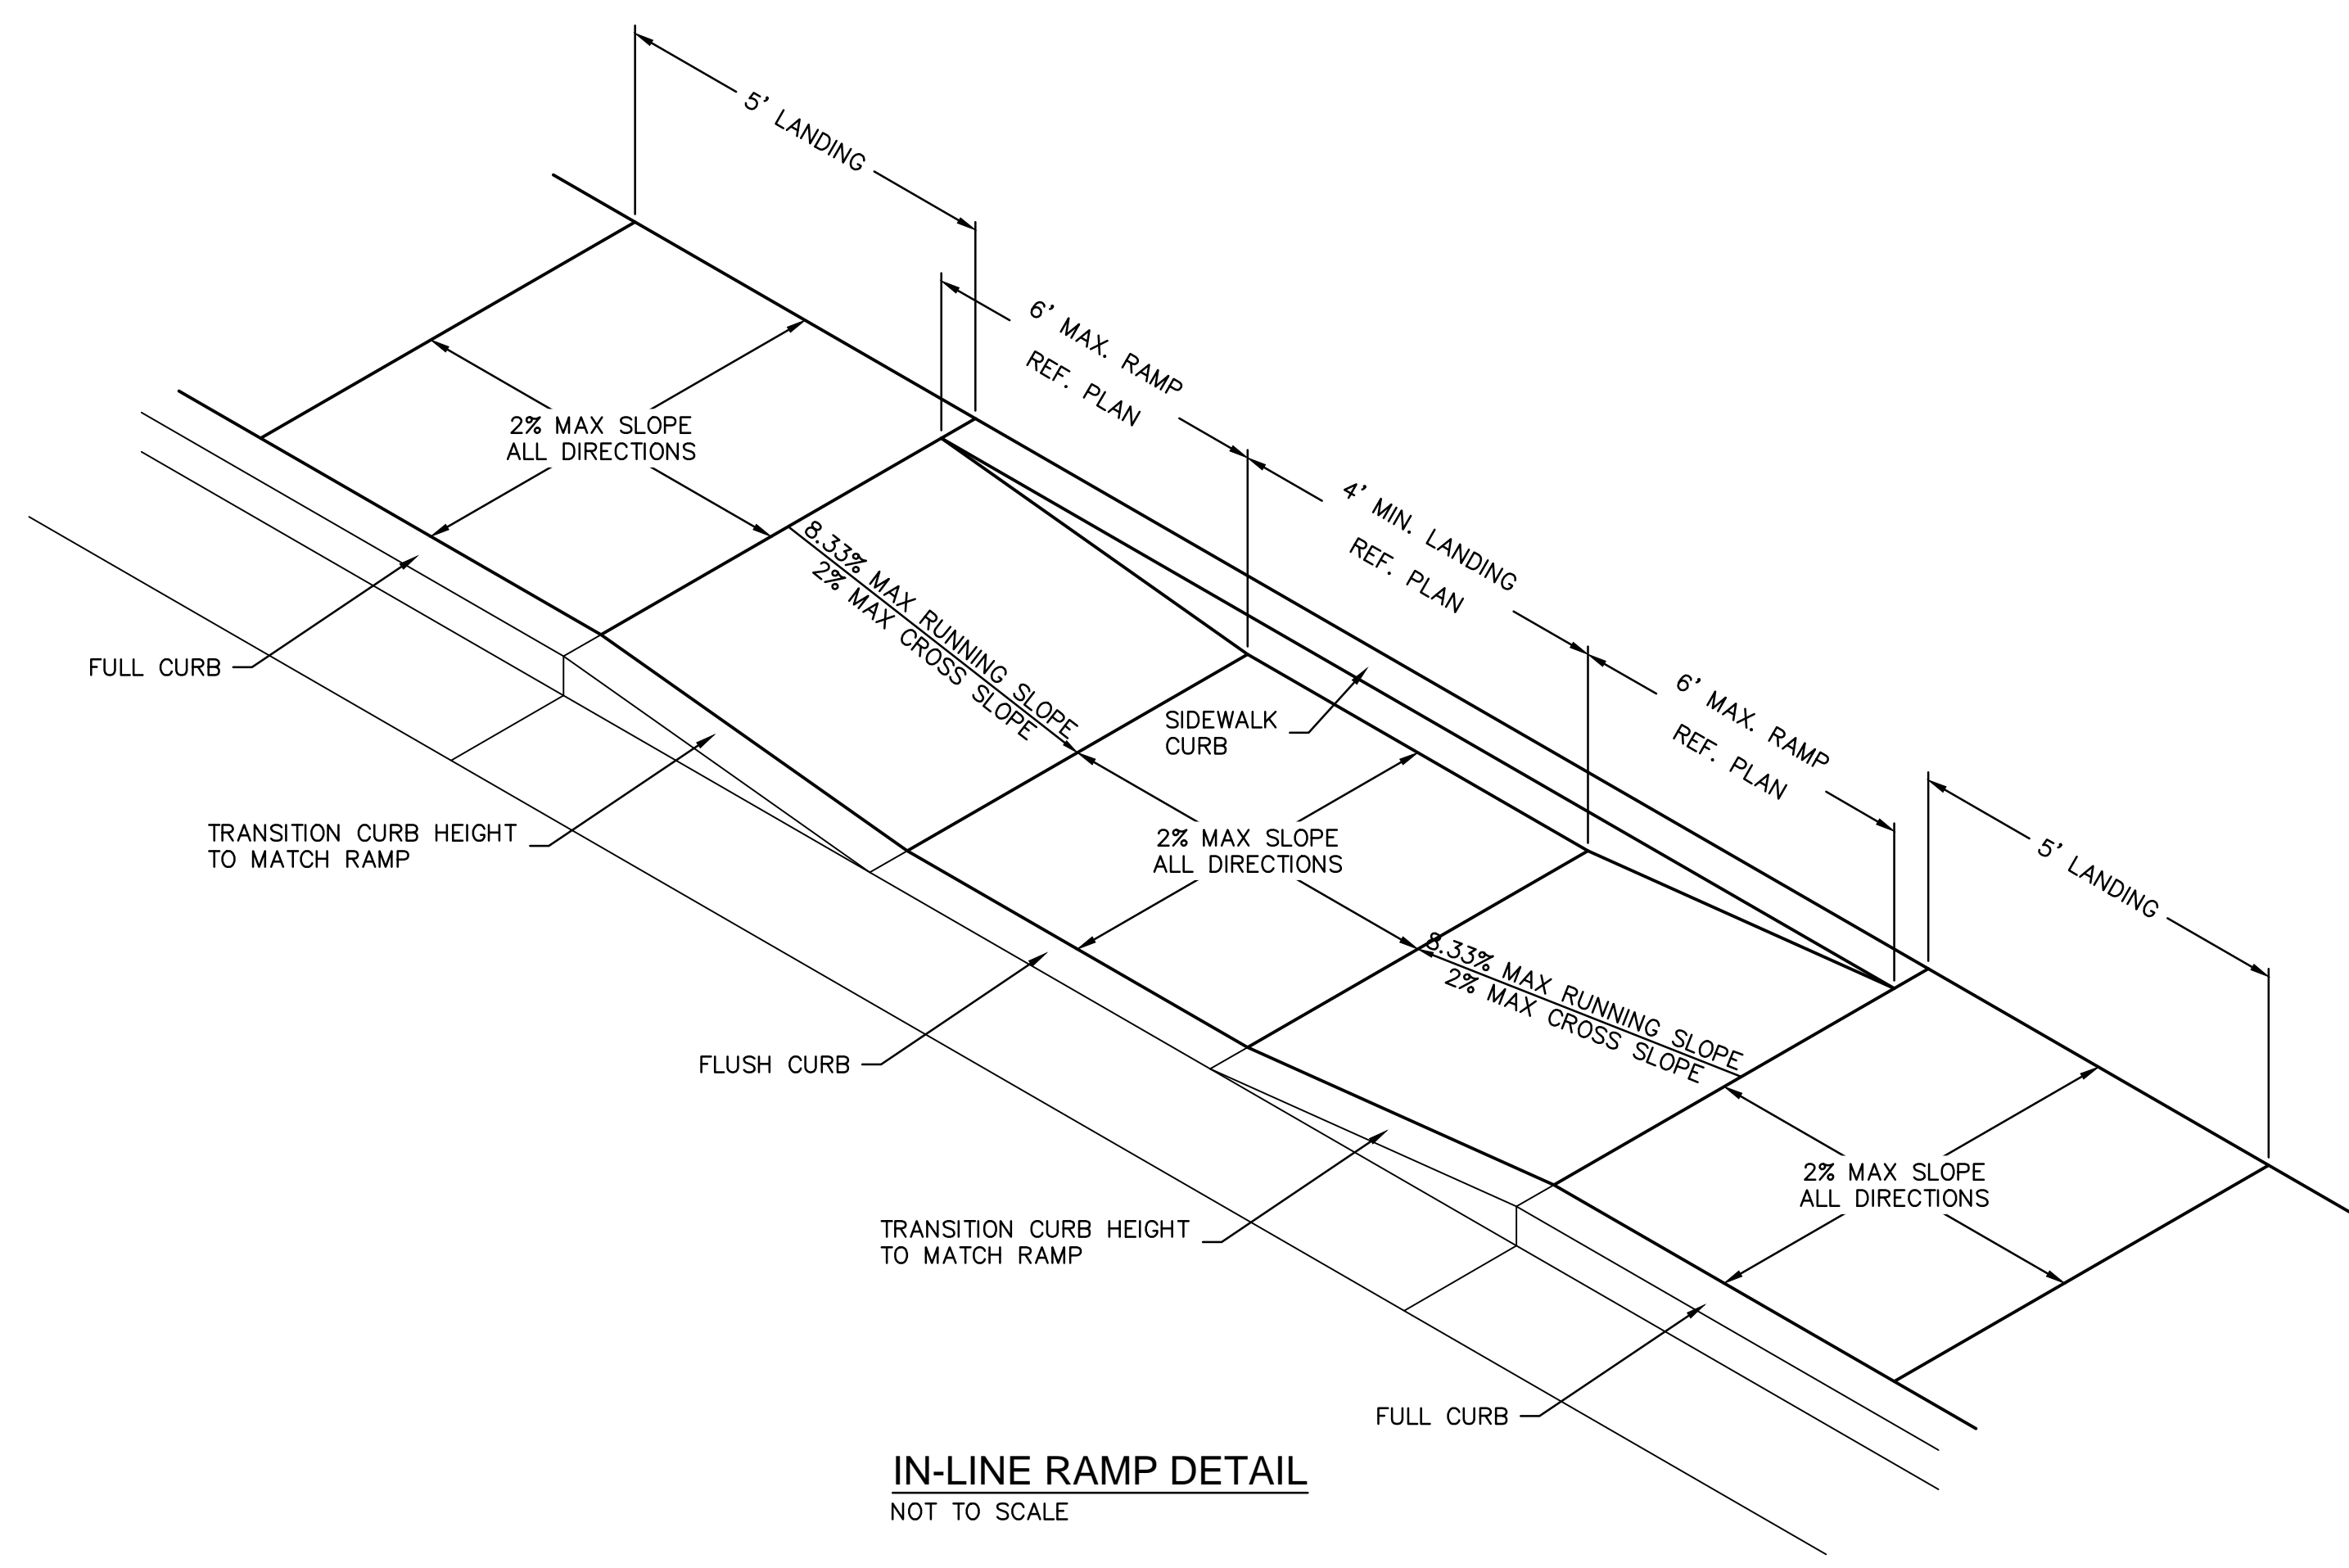 5' LANDING
6' MAX. RAMP
REF. PLAN
4' MIN. LANDING
REF. PLAN
6' MAX. RAMP
REF. PLAN
5' LANDING
2% MAX SLOPE
ALL DIRECTIONS
8.33% MAX RUNNING SLOPE
2% MAX CROSS SLOPE
FULL CURB
SIDEWALK
CURB
TRANSITION CURB HEIGHT
TO MATCH RAMP
2% MAX SLOPE
ALL DIRECTIONS
8.33% MAX RUNNING SLOPE
2% MAX CROSS SLOPE
FLUSH CURB
2% MAX SLOPE
ALL DIRECTIONS
TRANSITION CURB HEIGHT
TO MATCH RAMP
FULL CURB
IN-LINE RAMP DETAIL
NOT TO SCALE